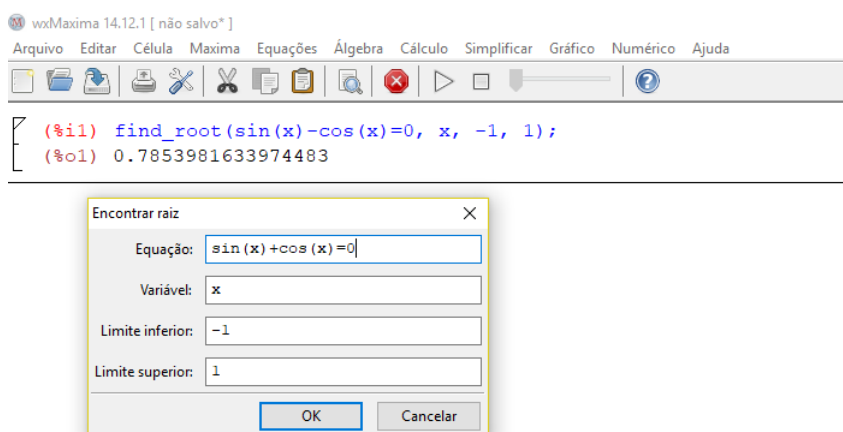 wxMaxima 14.12.1 [ não salvo* ]
Arquivo Editar Célula Maxima Equações Álgebra Cálculo Simplificar Gráfico Numérico Ajuda
(%i1) find_root(sin(x)-cos(x)=0, x, -1, 1);
(%o1) 0.7853981633974483
Encontrar raiz
Equação: sin(x)+cos(x)=0
Variável: x
Limite inferior: -1
Limite superior: 1
OK Cancelar